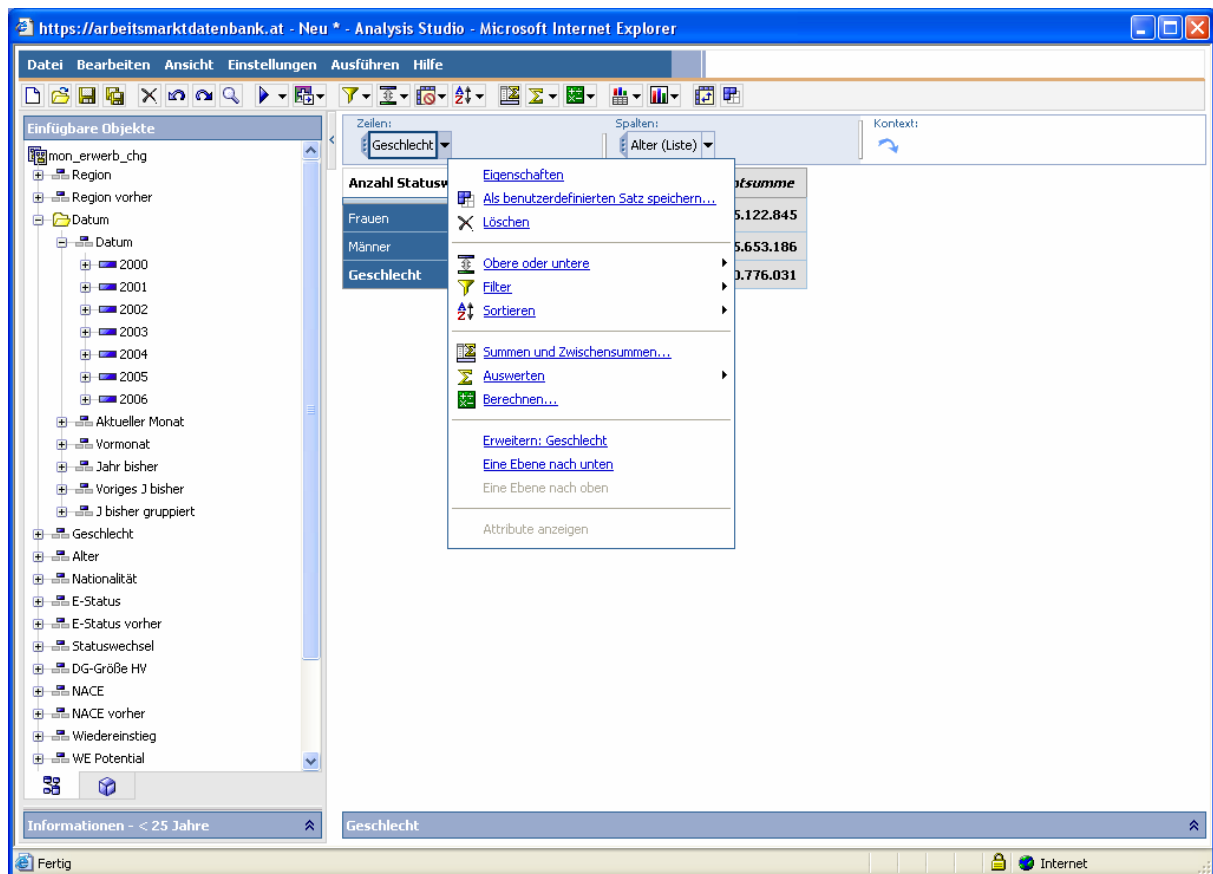 https://arbeitsmarktdatenbank.at - Neu * - Analysis Studio - Microsoft Internet Explorer
Datei Bearbeiten Ansicht Einstellungen Ausführen Hilfe
Einfügbare Objekte
mon_erwerb_chg
Region
Region vorher
Datum
Datum
2000
2001
2002
2003
2004
2005
2006
Aktueller Monat
Vormonat
Jahr bisher
Voriges J bisher
J bisher gruppiert
Geschlecht
Alter
Nationalität
E-Status
E-Status vorher
Statuswechsel
DG-Größe HV
NACE
NACE vorher
Wiedereinstieg
WE Potential
Informationen - < 25 Jahre
Zeilen:
Geschlecht
Spalten:
Alter (Liste)
Kontext:
Anzahl Statusw
Frauen
Männer
Geschlecht
Eigenschaften
Als benutzerdefinierten Satz speichern...
Löschen
Obere oder untere
Filter
Sortieren
Summen und Zwischensummen...
Auswerten
Berechnen...
Erweitern: Geschlecht
Eine Ebene nach unten
Eine Ebene nach oben
Attribute anzeigen
tsumme
5.122.845
5.653.186
0.776.031
Geschlecht
Fertig
Internet